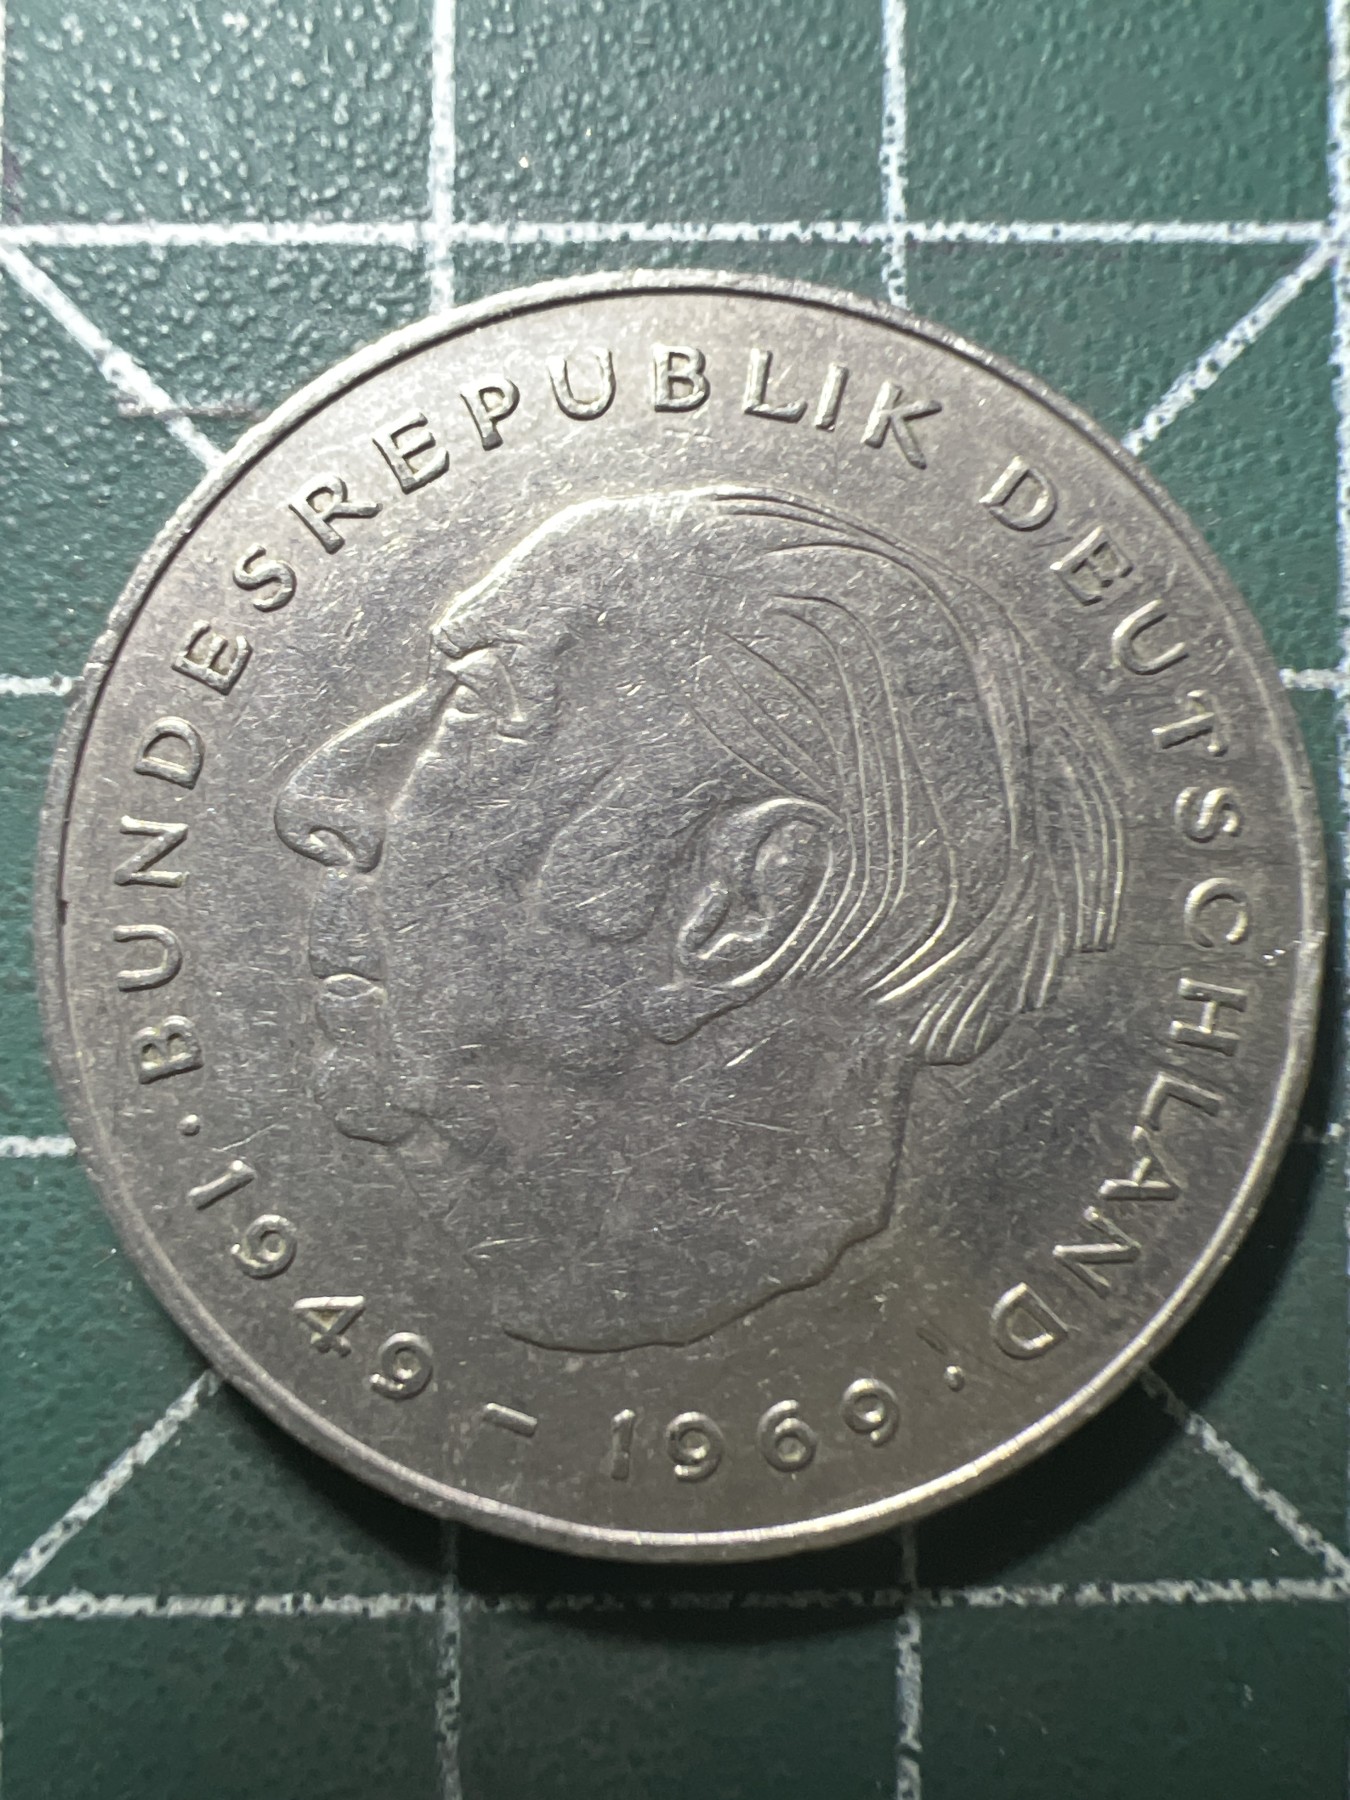 BUNDESREPUBLIK DEUTSCHLAND · 1949 – 1969 ·